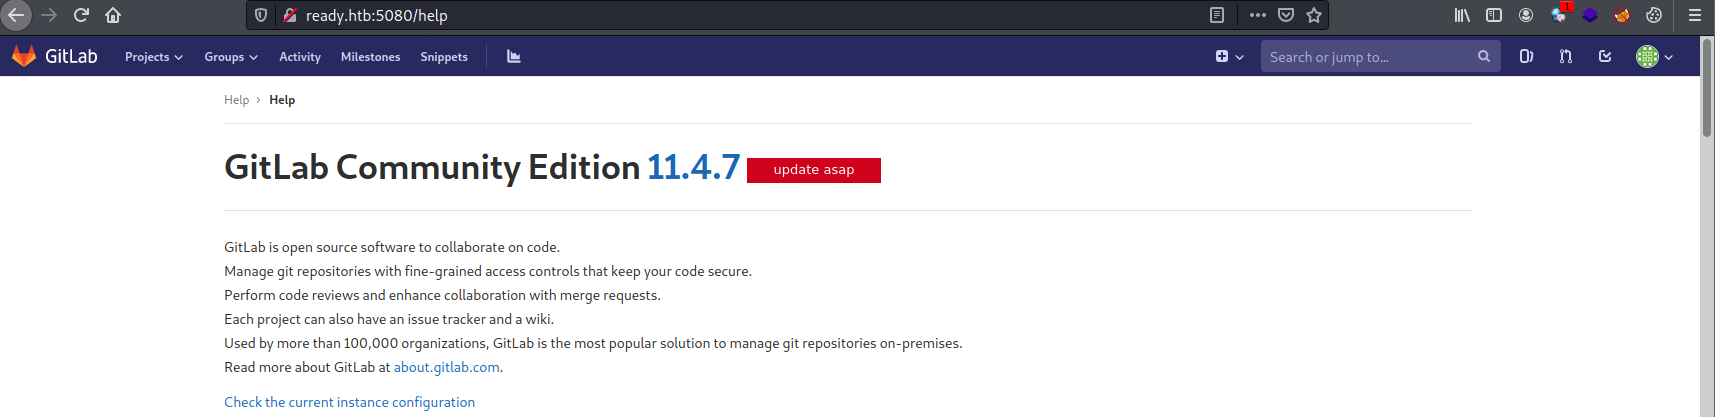 ready.htb:5080/help
1
GitLab Projects Groups Activity Milestones Snippets Search or jump to...
Help › Help
GitLab Community Edition 11.4.7 update asap
GitLab is open source software to collaborate on code.
Manage git repositories with fine-grained access controls that keep your code secure.
Perform code reviews and enhance collaboration with merge requests.
Each project can also have an issue tracker and a wiki.
Used by more than 100,000 organizations, GitLab is the most popular solution to manage git repositories on-premises.
Read more about GitLab at about.gitlab.com.
Check the current instance configuration